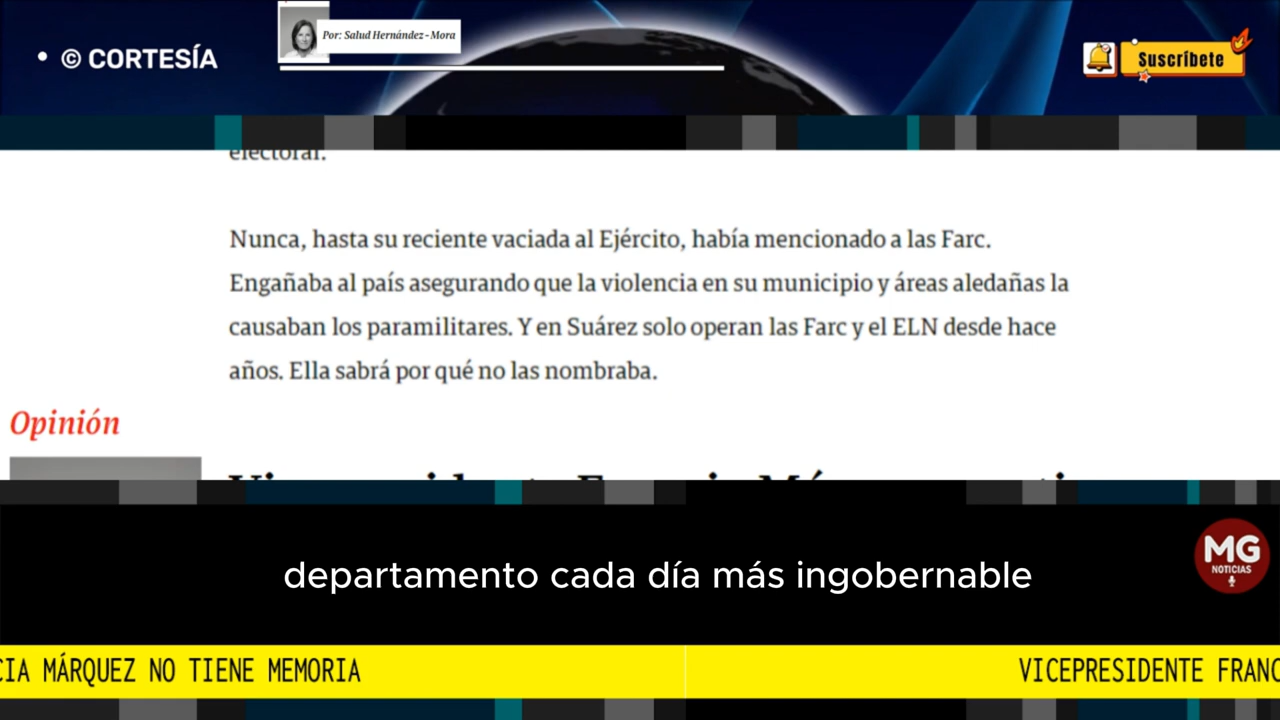 • © CORTESÍA
Por: Salud Hernández-Mora
Suscríbete
electoral.
Nunca, hasta su reciente vaciada al Ejército, había mencionado a las Farc.
Engañaba al país asegurando que la violencia en su municipio y áreas aledañas la
causaban los paramilitares. Y en Suárez solo operan las Farc y el ELN desde hace
años. Ella sabrá por qué no las nombraba.
Opinión
departamento cada día más ingobernable
MG
NOTICIAS
CIA MÁRQUEZ NO TIENE MEMORIA
VICEPRESIDENTE FRANC